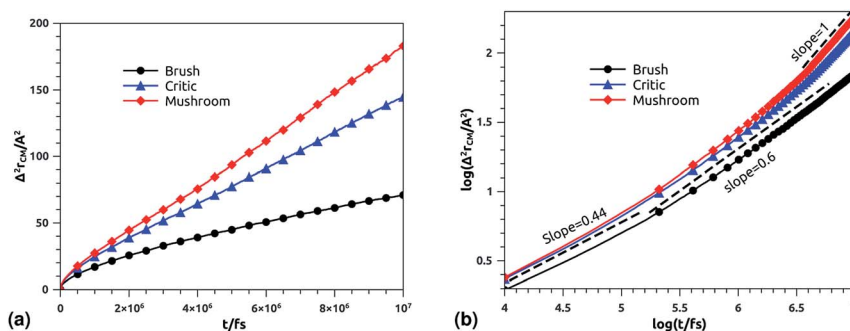 200
150
100
50
0
Δ²r_CM/A²
Brush
Critic
Mushroom
0
2×10⁶
4×10⁶
6×10⁶
8×10⁶
10⁷
t/fs
(a)
2
1.5
1
0.5
log(Δ²r_CM/A²)
Brush
Critic
Mushroom
slope=1
slope=0.6
Slope=0.44
4
4.5
5
5.5
6
6.5
log(t/fs)
(b)